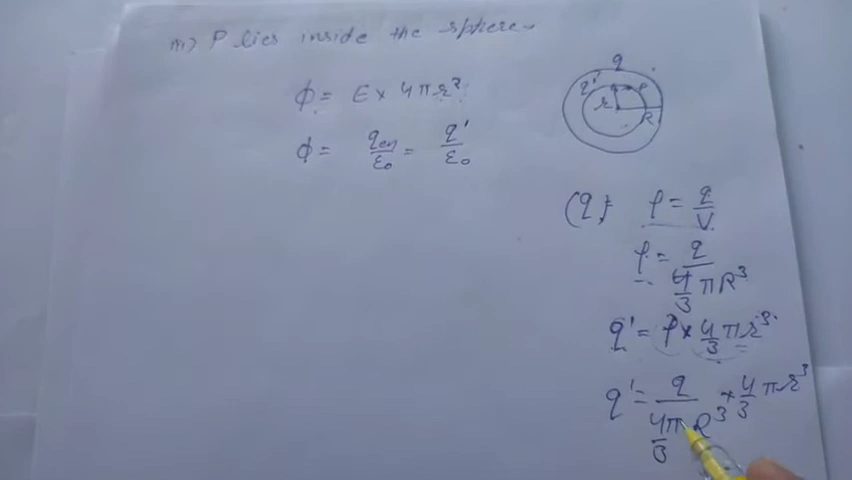 iii) P lies inside the sphere.
ϕ = E × 4πr²
ϕ = qen/ε₀ = q'/ε₀
q
q' r P
r R
(q) ρ = q/V
ρ = q/(4/3 πR³)
q' = ρ × 4/3 πr³
q' = q/(4/3 πR³) × 4/3 πr³